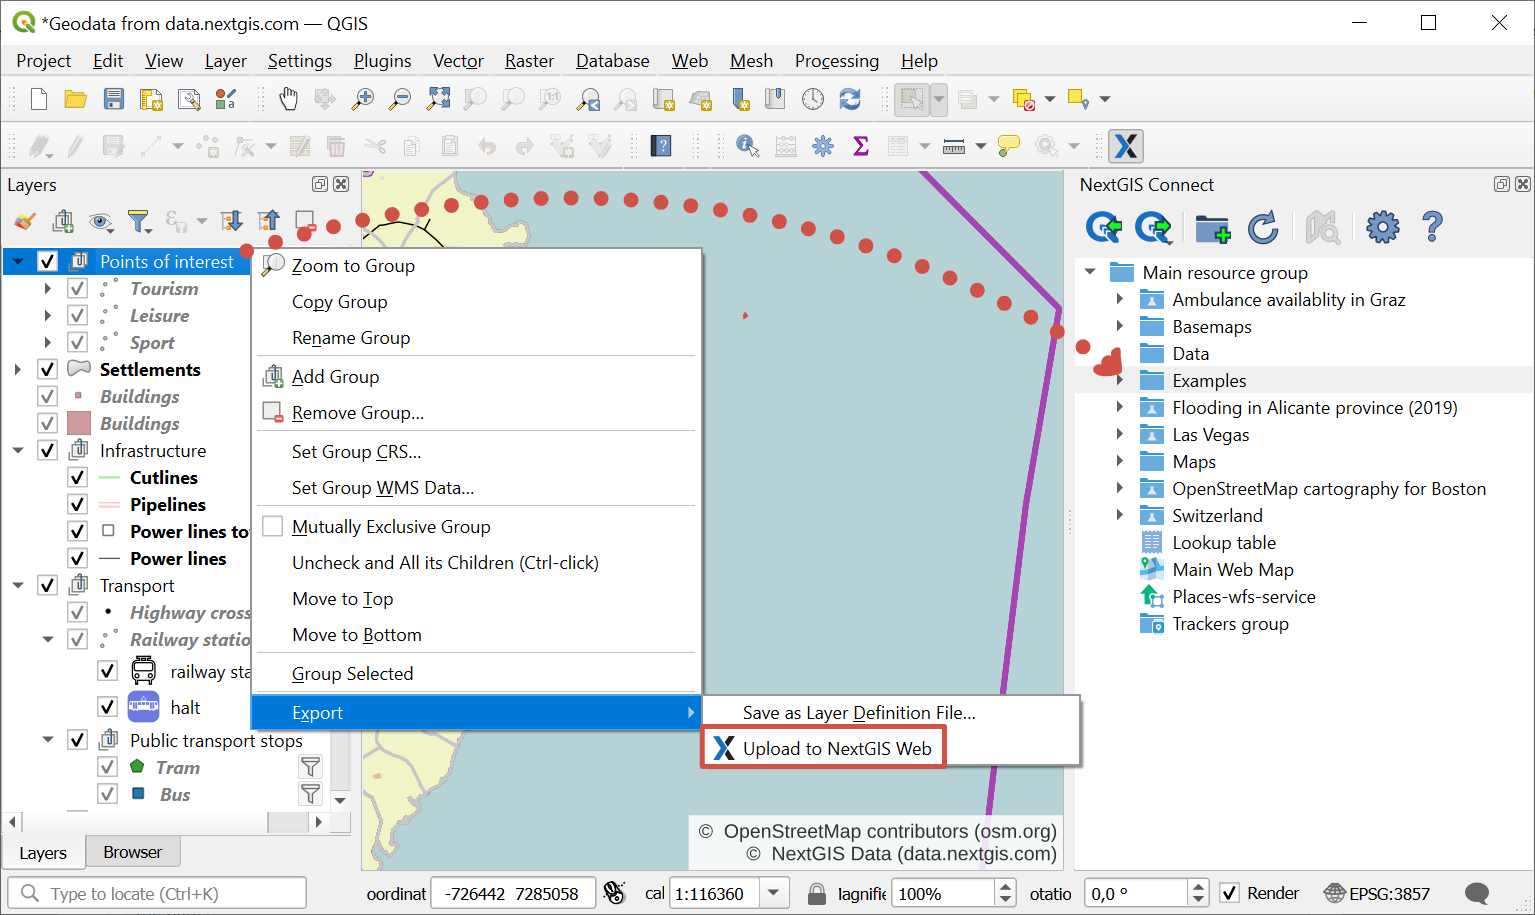 *Geodata from data.nextgis.com — QGIS
Project Edit View Layer Settings Plugins Vector Raster Database Web Mesh Processing Help
Layers
Points of interest
Tourism
Leisure
Sport
Settlements
Buildings
Buildings
Infrastructure
Cutlines
Pipelines
Power lines to
Power lines
Transport
Highway cross
Railway statio
railway sta
halt
Public transport stops
Tram
Bus
Layers Browser
Zoom to Group
Copy Group
Rename Group
Add Group
Remove Group...
Set Group CRS...
Set Group WMS Data...
Mutually Exclusive Group
Uncheck and All its Children (Ctrl-click)
Move to Top
Move to Bottom
Group Selected
Export
Save as Layer Definition File...
Upload to NextGIS Web
© OpenStreetMap contributors (osm.org)
© NextGIS Data (data.nextgis.com)
NextGIS Connect
Main resource group
Ambulance availablity in Graz
Basemaps
Data
Examples
Flooding in Alicante province (2019)
Las Vegas
Maps
OpenStreetMap cartography for Boston
Switzerland
Lookup table
Main Web Map
Places-wfs-service
Trackers group
Type to locate (Ctrl+K) oordinat -726442 7285058 cal 1:116360 lagnifi 100% otatio 0,0 ° Render EPSG:3857